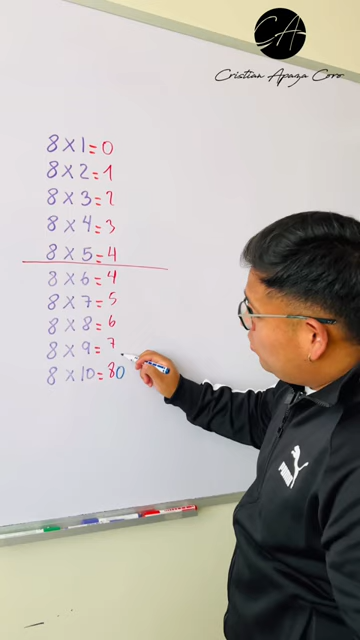 CA
Cristian Apaza Coro
8 x 1 = 0
8 x 2 = 1
8 x 3 = 2
8 x 4 = 3
8 x 5 = 4
8 x 6 = 4
8 x 7 = 5
8 x 8 = 6
8 x 9 = 7
8 x 10 = 80